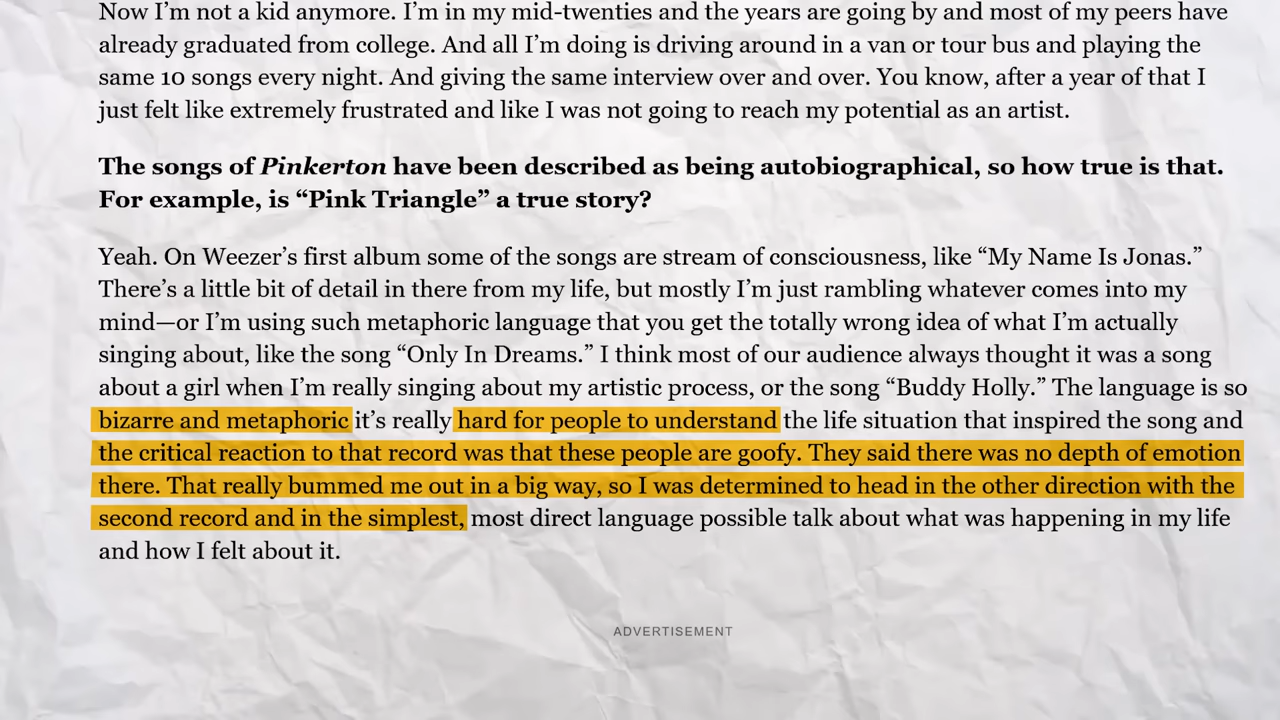 Now I’m not a kid anymore. I’m in my mid-twenties and the years are going by and most of my peers have
already graduated from college. And all I’m doing is driving around in a van or tour bus and playing the
same 10 songs every night. And giving the same interview over and over. You know, after a year of that I
just felt like extremely frustrated and like I was not going to reach my potential as an artist.
The songs of Pinkerton have been described as being autobiographical, so how true is that.
For example, is “Pink Triangle” a true story?
Yeah. On Weezer’s first album some of the songs are stream of consciousness, like “My Name Is Jonas.”
There’s a little bit of detail in there from my life, but mostly I’m just rambling whatever comes into my
mind—or I’m using such metaphoric language that you get the totally wrong idea of what I’m actually
singing about, like the song “Only In Dreams.” I think most of our audience always thought it was a song
about a girl when I’m really singing about my artistic process, or the song “Buddy Holly.” The language is so
bizarre and metaphoric it’s really hard for people to understand the life situation that inspired the song and
the critical reaction to that record was that these people are goofy. They said there was no depth of emotion
there. That really bummed me out in a big way, so I was determined to head in the other direction with the
second record and in the simplest, most direct language possible talk about what was happening in my life
and how I felt about it.
ADVERTISEMENT